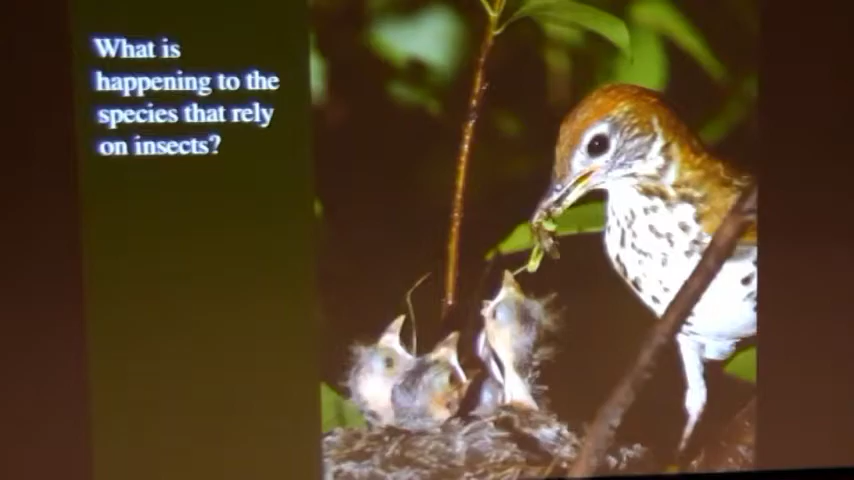 What is
happening to the
species that rely
on insects?